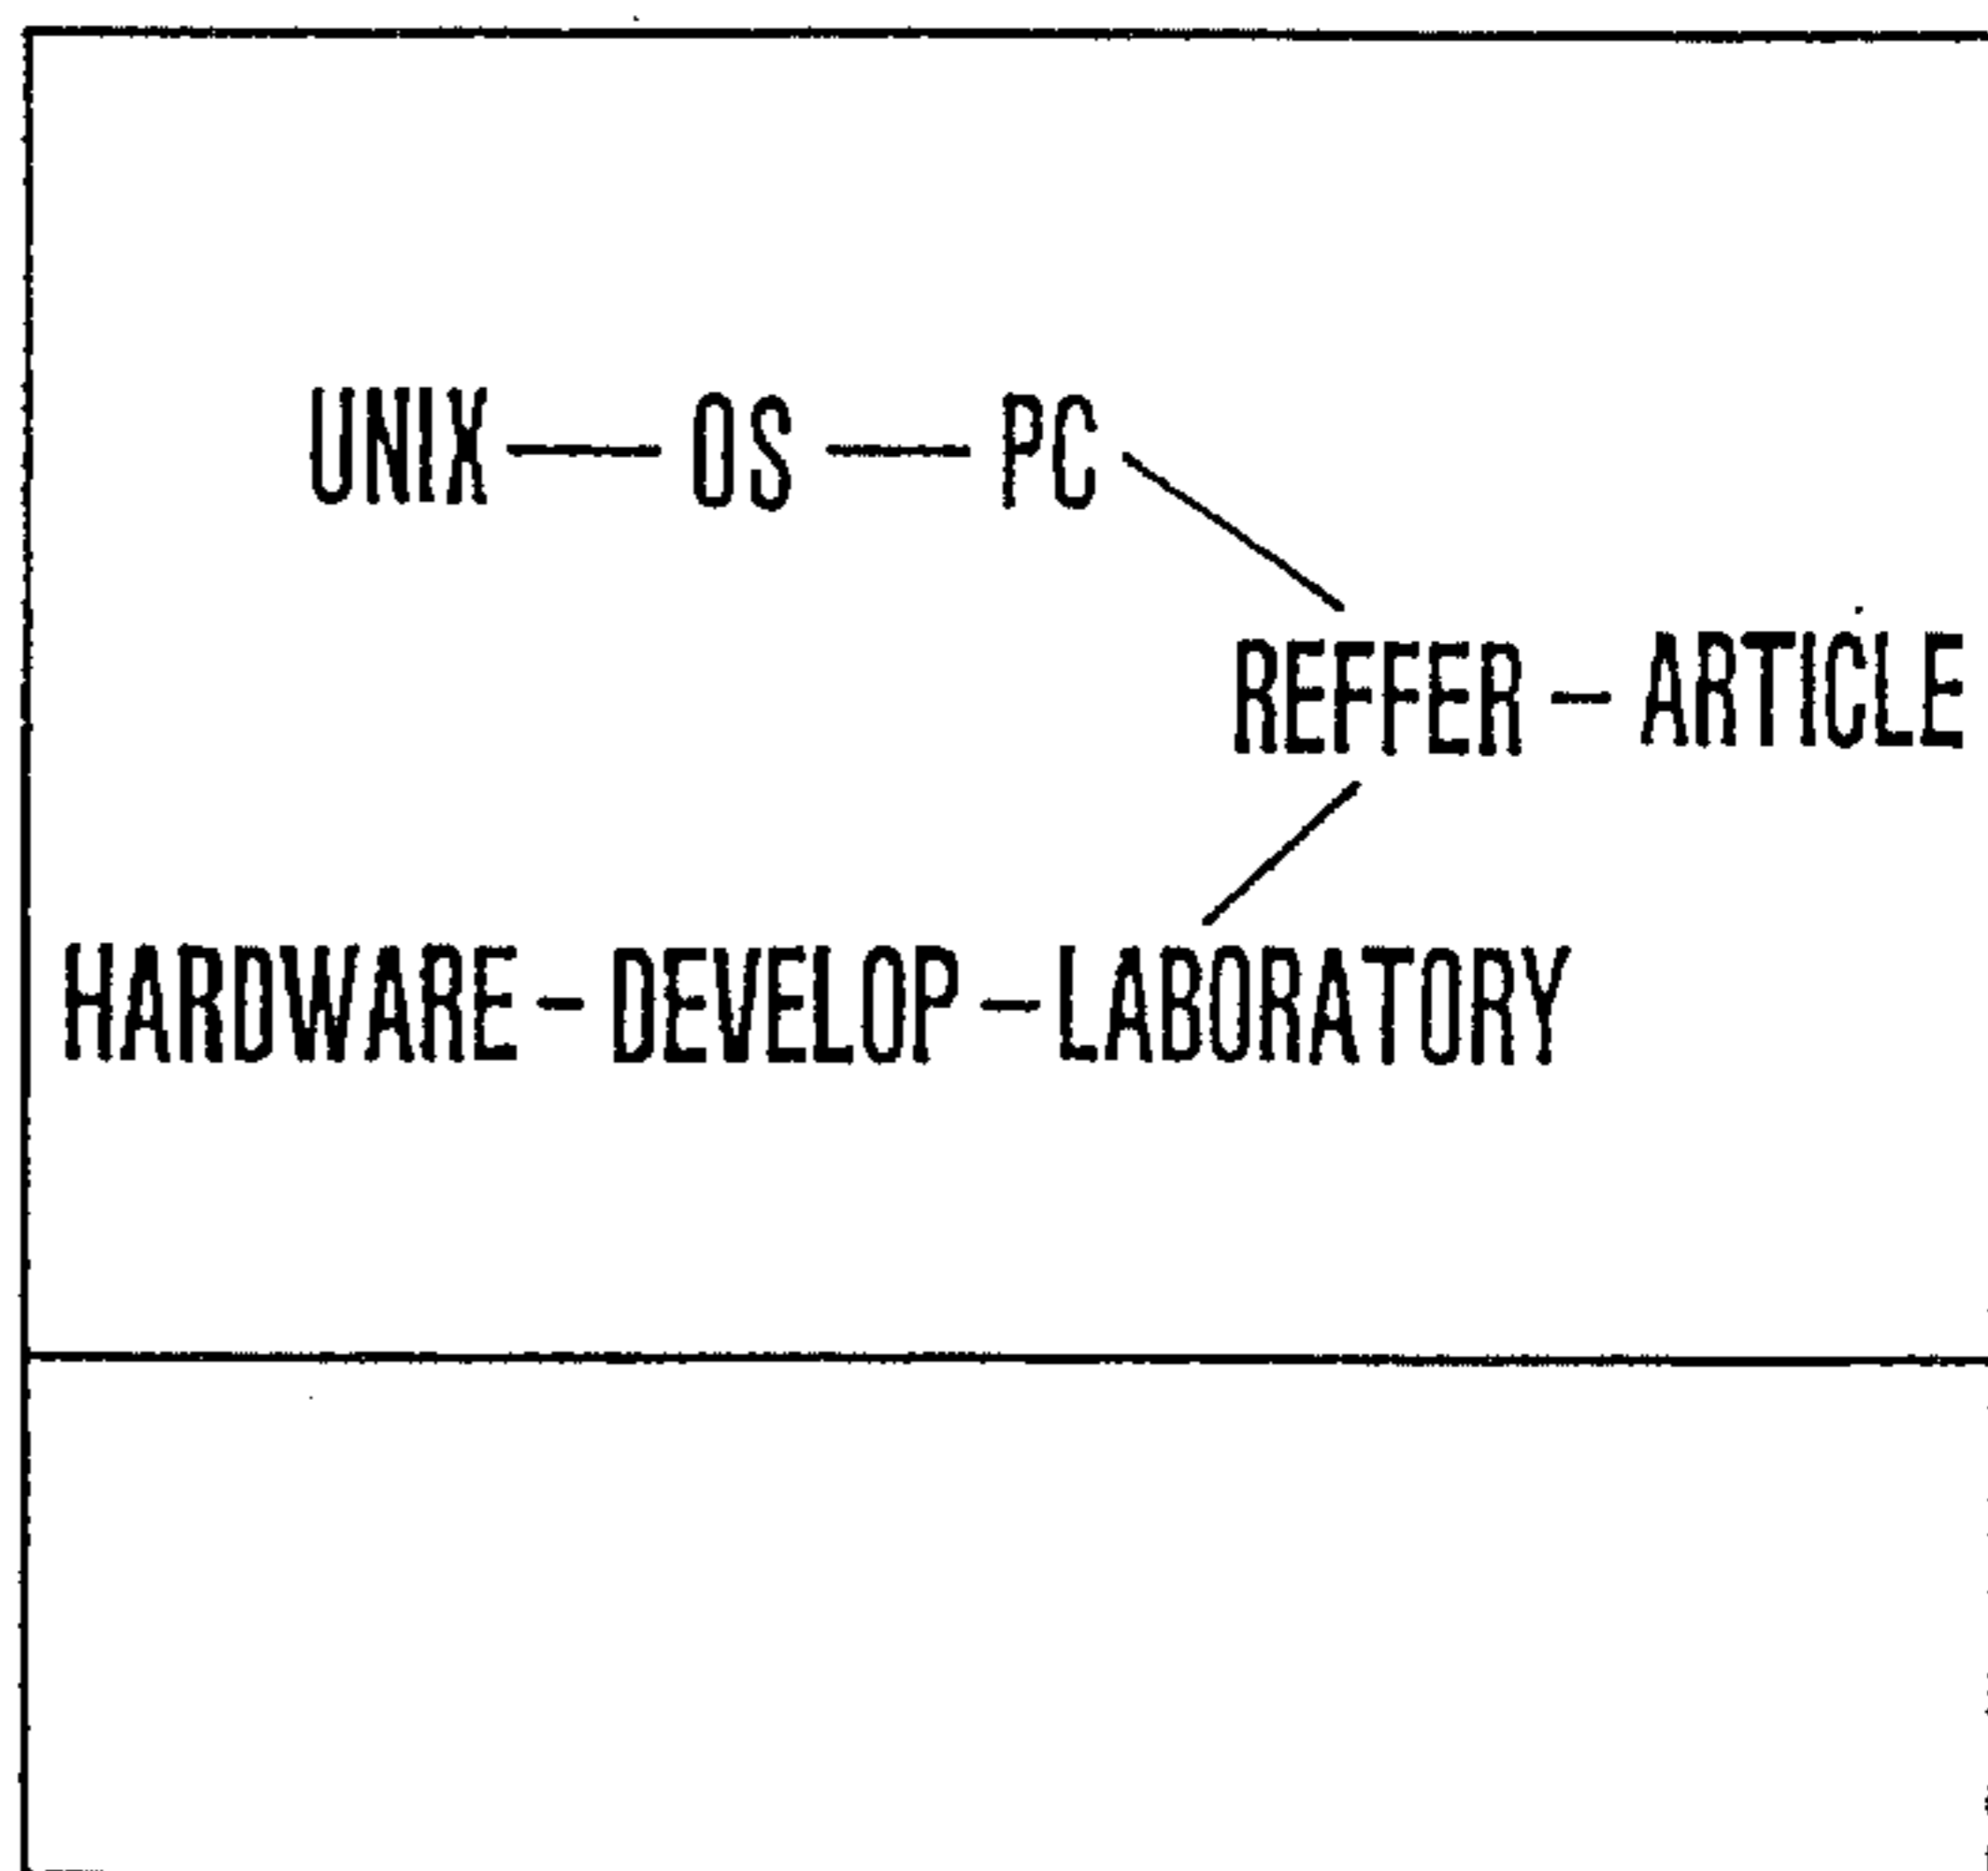 UNIX — OS — PC
REFFER - ARTICLE
HARDWARE - DEVELOP - LABORATORY